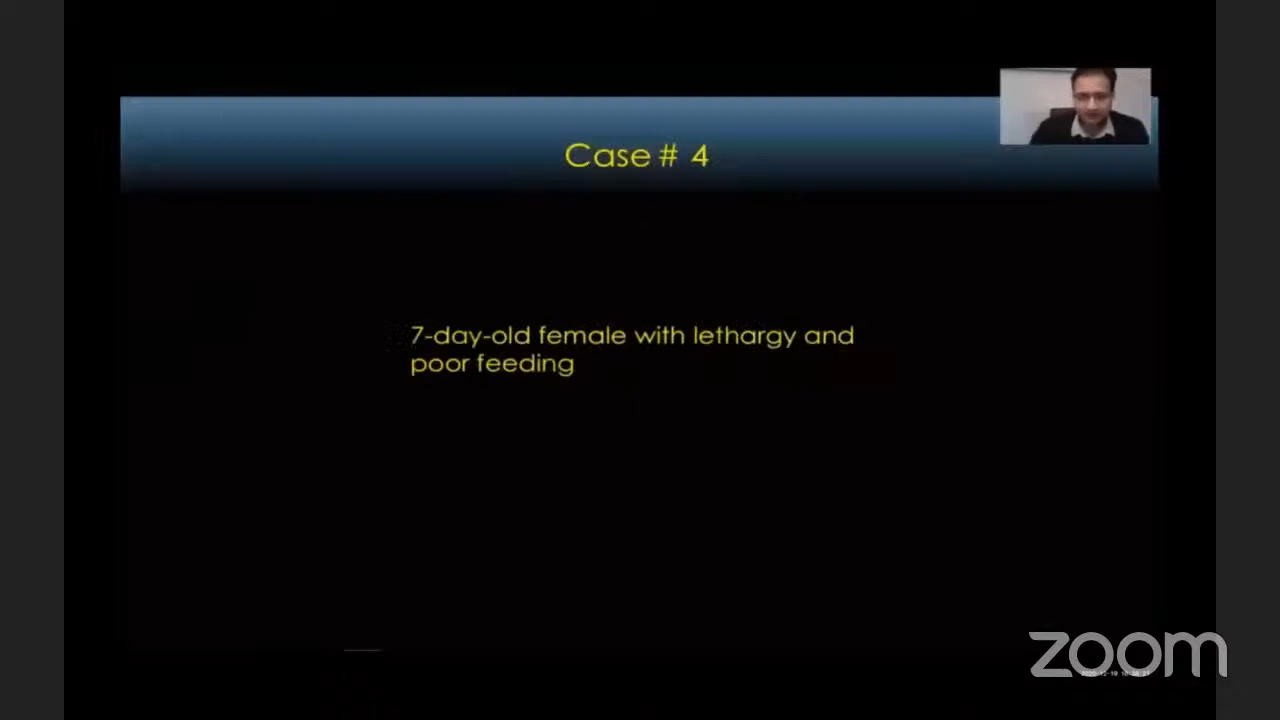 Case # 4
7-day-old female with lethargy and
poor feeding
zoom